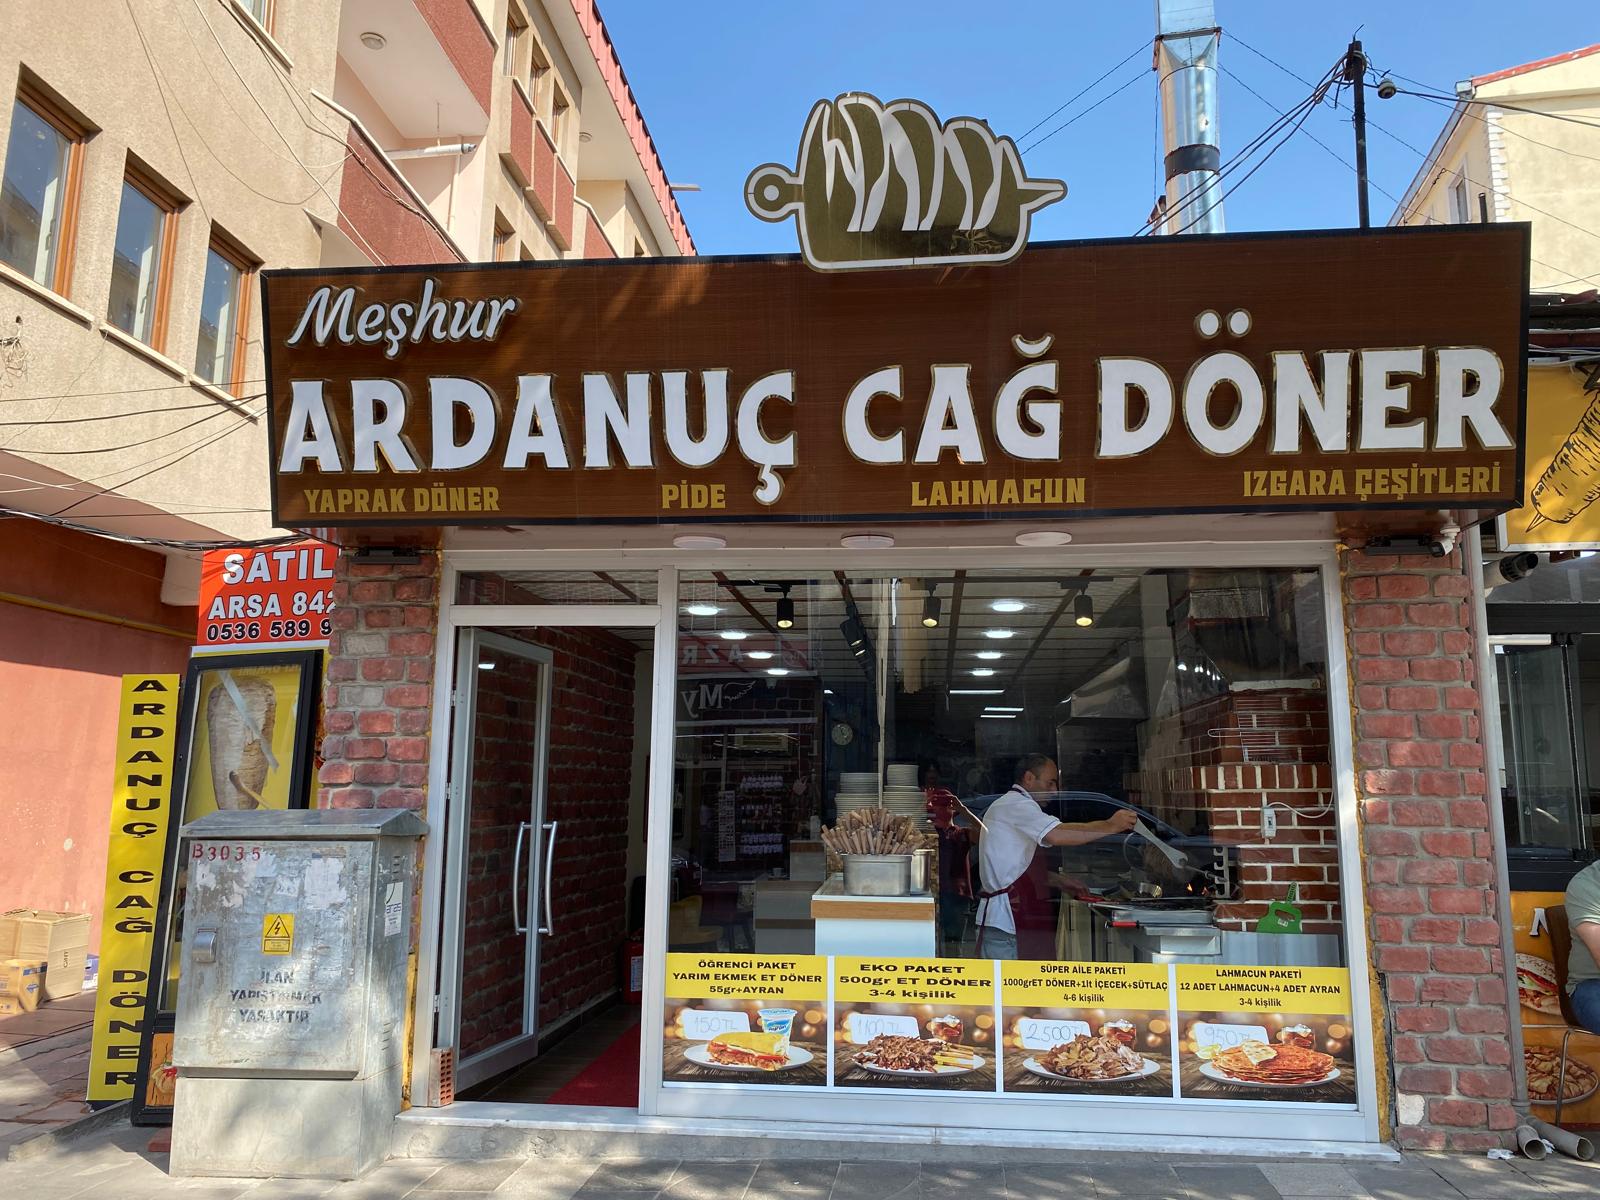 Meşhur
ARDANUÇ CAĞ DÖNER
YAPRAK DÖNER PİDE LAHMACUN IZGARA ÇEŞİTLERİ
SATIL
ARSA 842
0536 589 9
ARDANUÇ CAĞ DÖNER
B3035
İLAN
YAPIŞTIRMAK
YASAKTIR
My
ÖĞRENCİ PAKET
YARIM EKMEK ET DÖNER
55gr+AYRAN
150TL
EKO PAKET
500gr ET DÖNER
3-4 kişilik
1100TL
SÜPER AİLE PAKETİ
1000grET DÖNER+1lt İÇECEK+SÜTLAÇ
4-6 kişilik
2500TL
LAHMACUN PAKETİ
12 ADET LAHMACUN+4 ADET AYRAN
3-4 kişilik
950TL